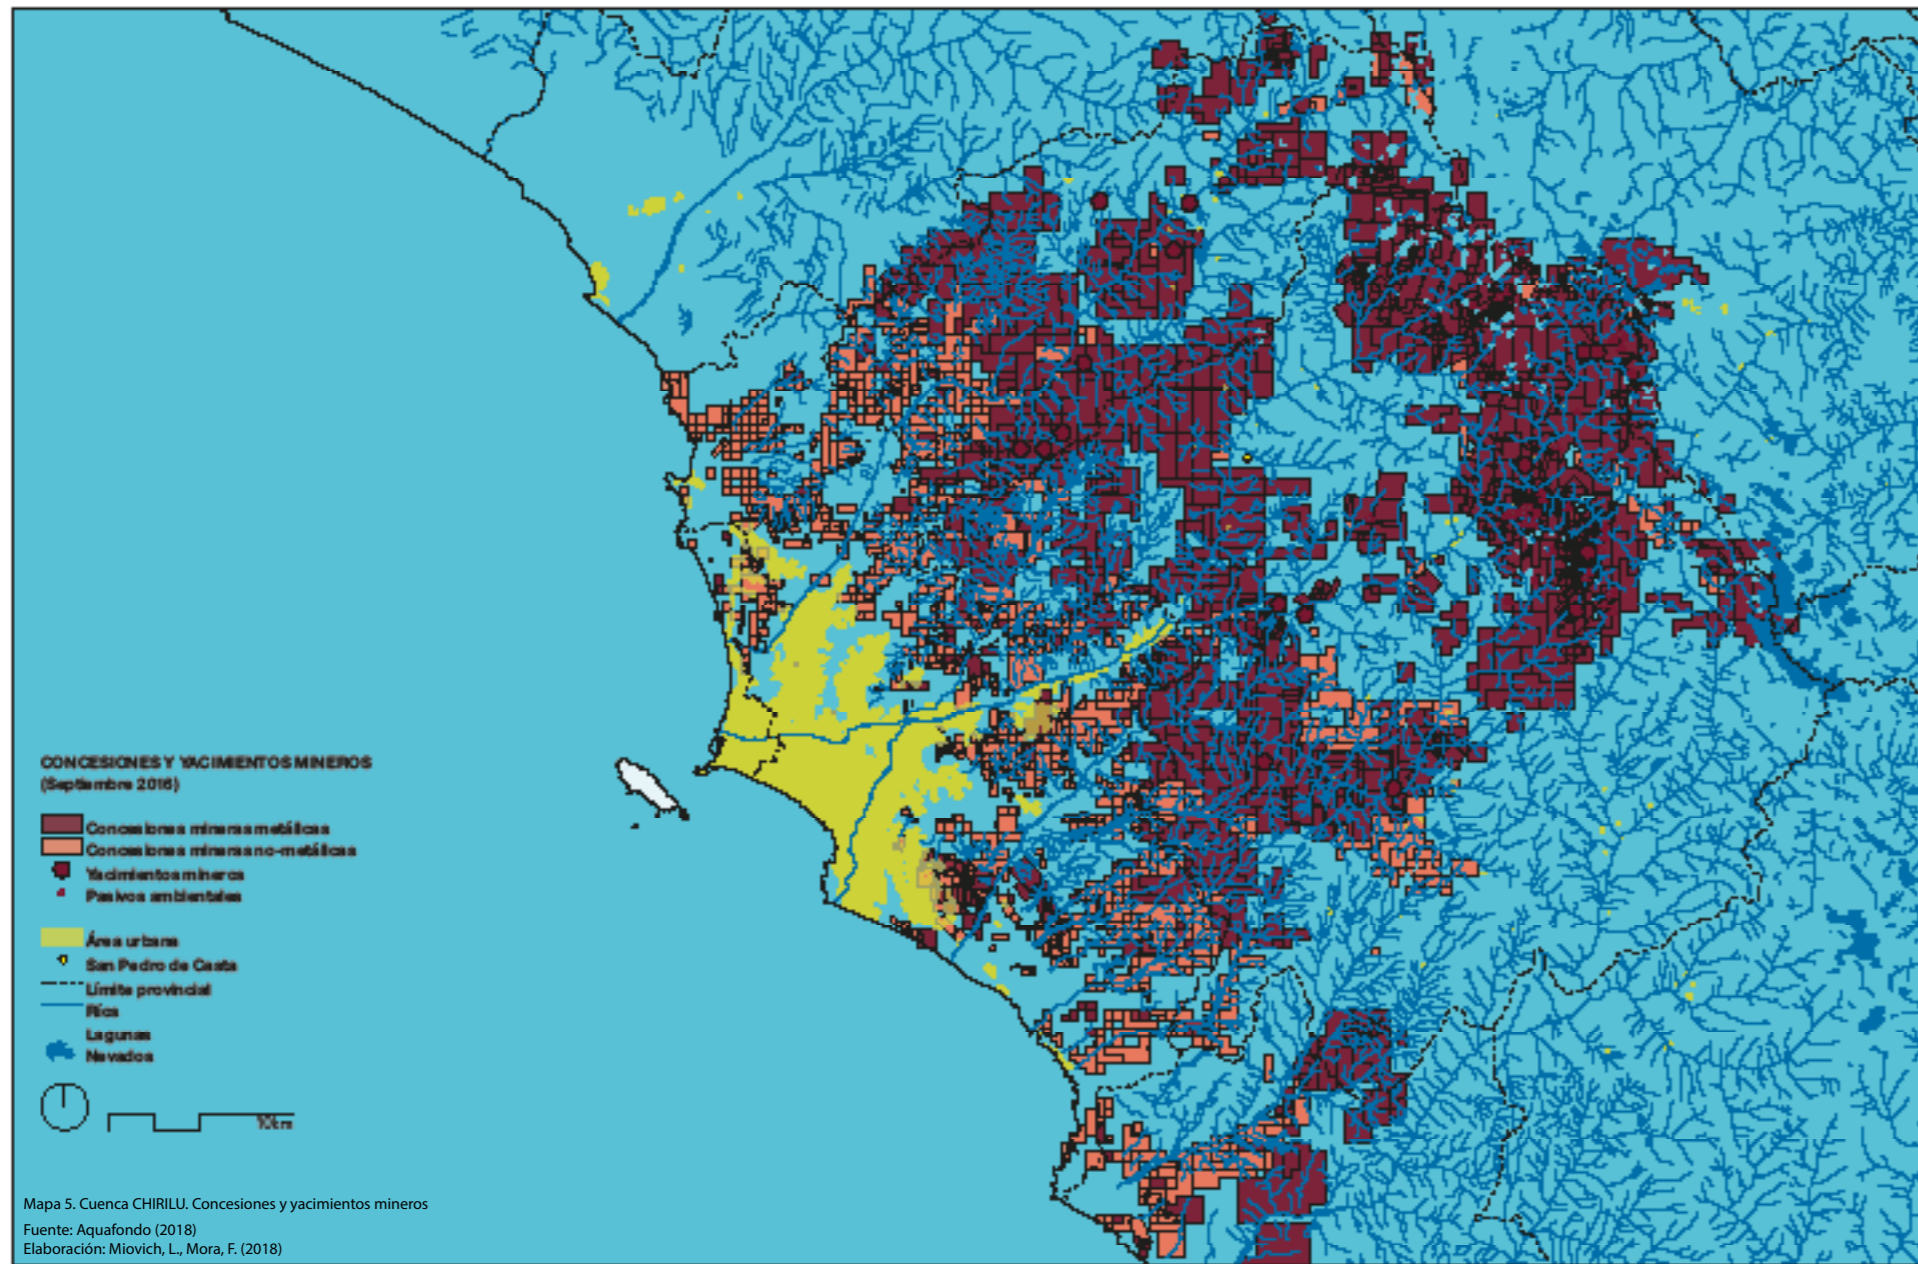 CONCESIONES Y YACIMIENTOS MINEROS
(Septiembre 2016)
Concesiones mineras metálicas
Concesiones mineras no-metálicas
Yacimientos mineros
Pasivos ambientales
Área urbana
San Pedro de Casta
Límite provincial
Ríos
Lagunas
Nevados
10km
Mapa 5. Cuenca CHIRILU. Concesiones y yacimientos mineros
Fuente: Aquafondo (2018)
Elaboración: Miovich, L., Mora, F. (2018)